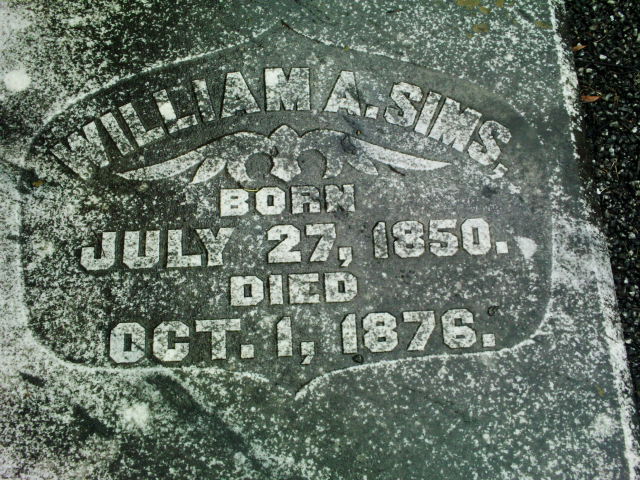 WILLIAM A. SIMS,
BORN
JULY 27, 1850.
DIED
OCT. 1, 1876.